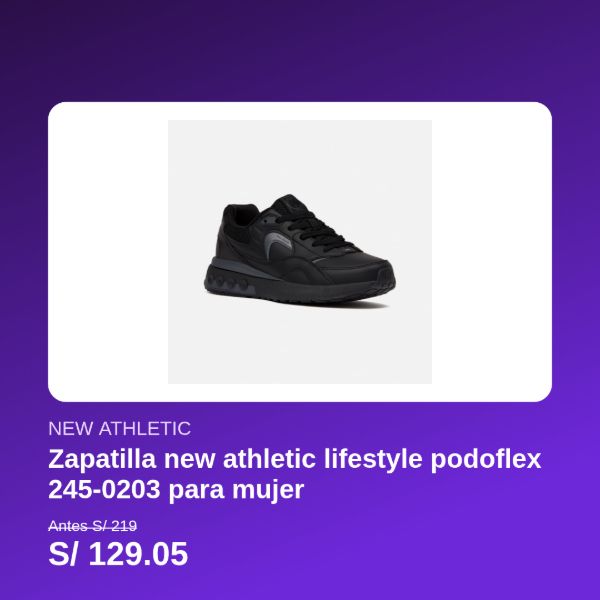 NEW ATHLETIC
Zapatilla new athletic lifestyle podoflex
245-0203 para mujer
Antes S/ 219
S/ 129.05